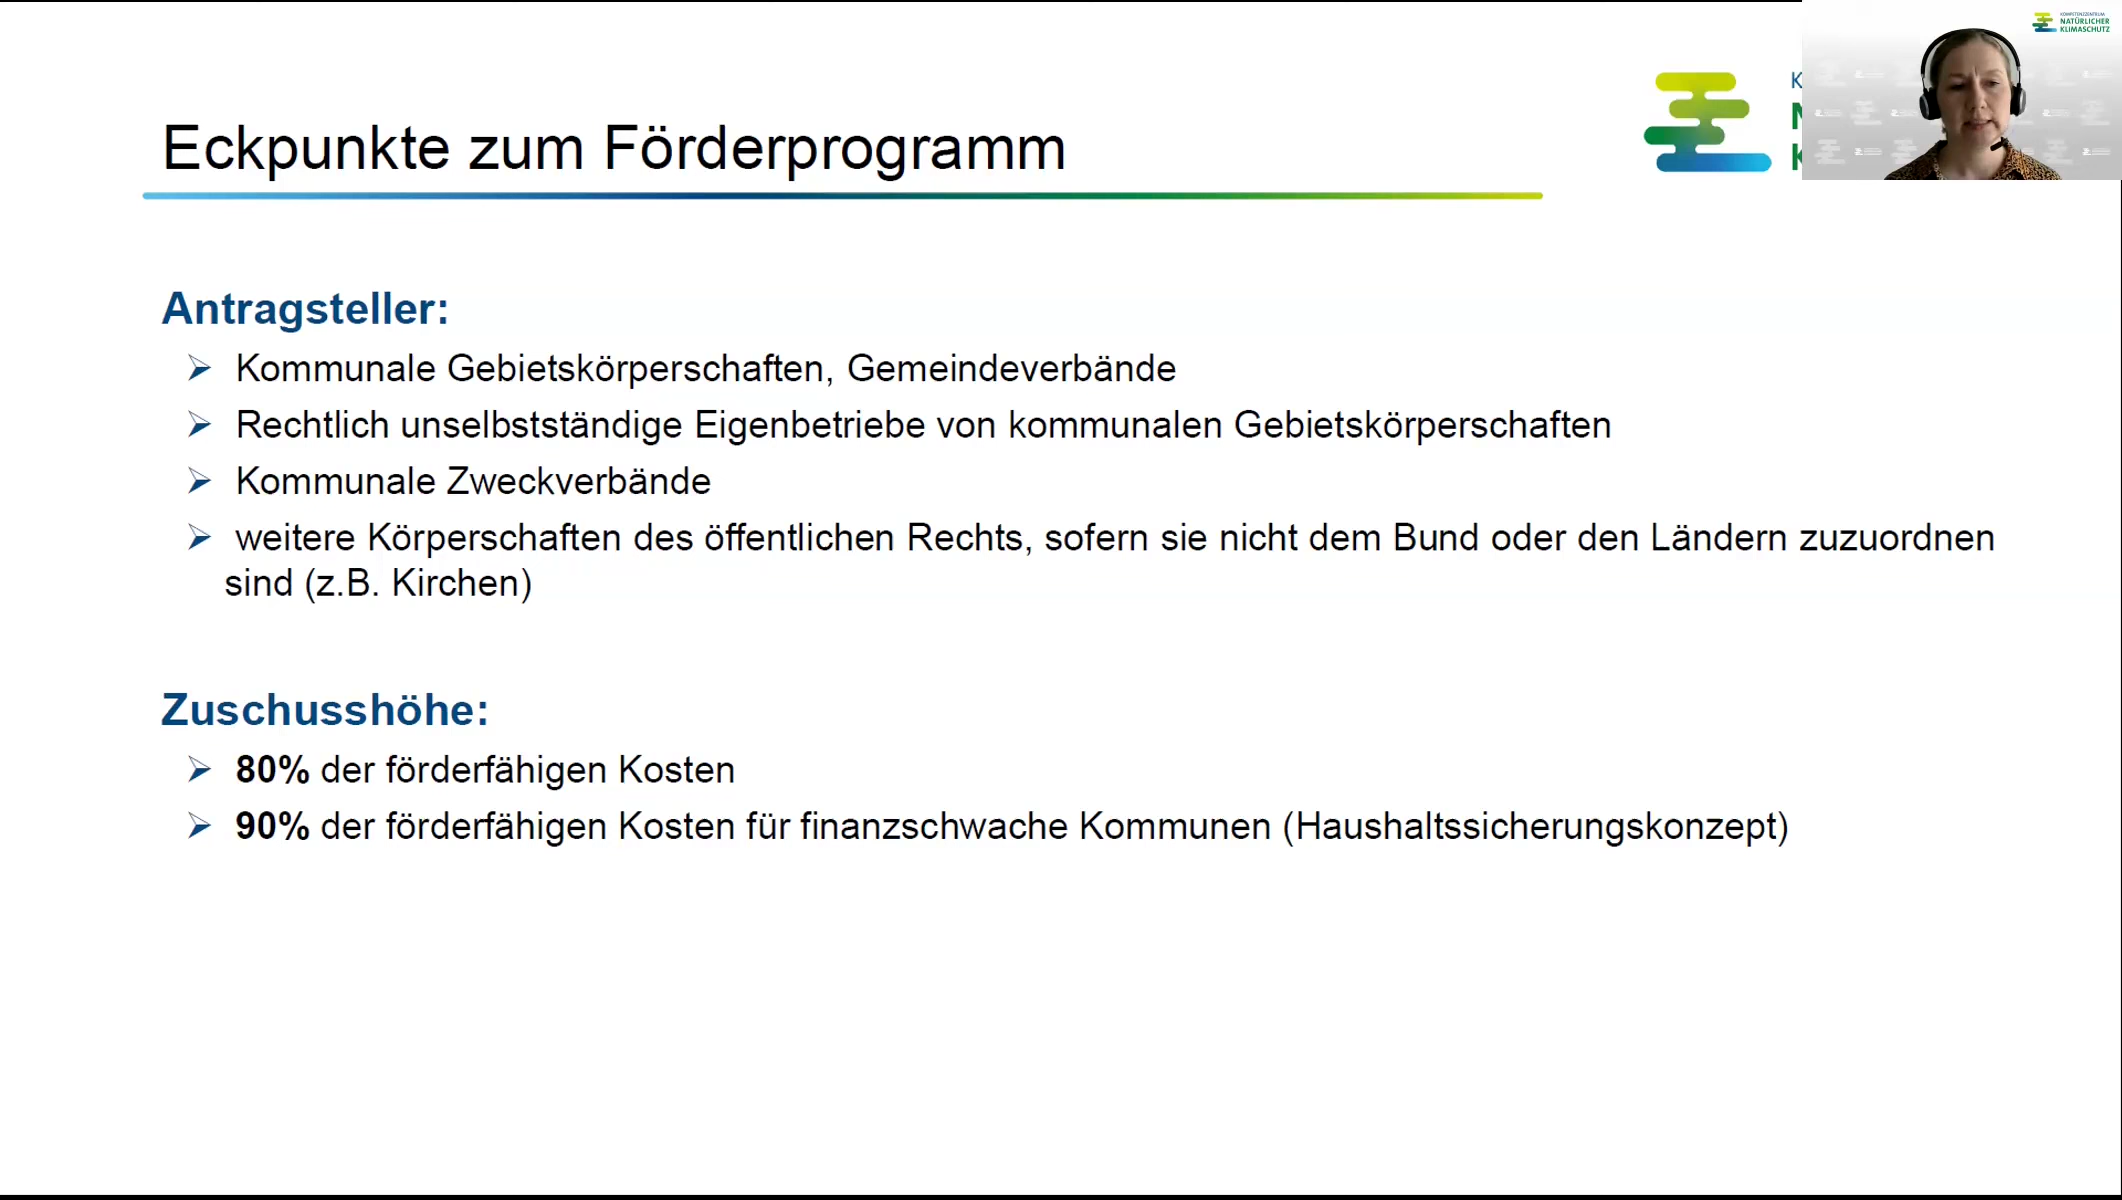 KOMPETENZZENTRUM
NATÜRLICHER
KLIMASCHUTZ
Eckpunkte zum Förderprogramm
Antragsteller:
Kommunale Gebietskörperschaften, Gemeindeverbände
Rechtlich unselbstständige Eigenbetriebe von kommunalen Gebietskörperschaften
Kommunale Zweckverbände
weitere Körperschaften des öffentlichen Rechts, sofern sie nicht dem Bund oder den Ländern zuzuordnen
sind (z.B. Kirchen)
Zuschusshöhe:
80% der förderfähigen Kosten
90% der förderfähigen Kosten für finanzschwache Kommunen (Haushaltssicherungskonzept)